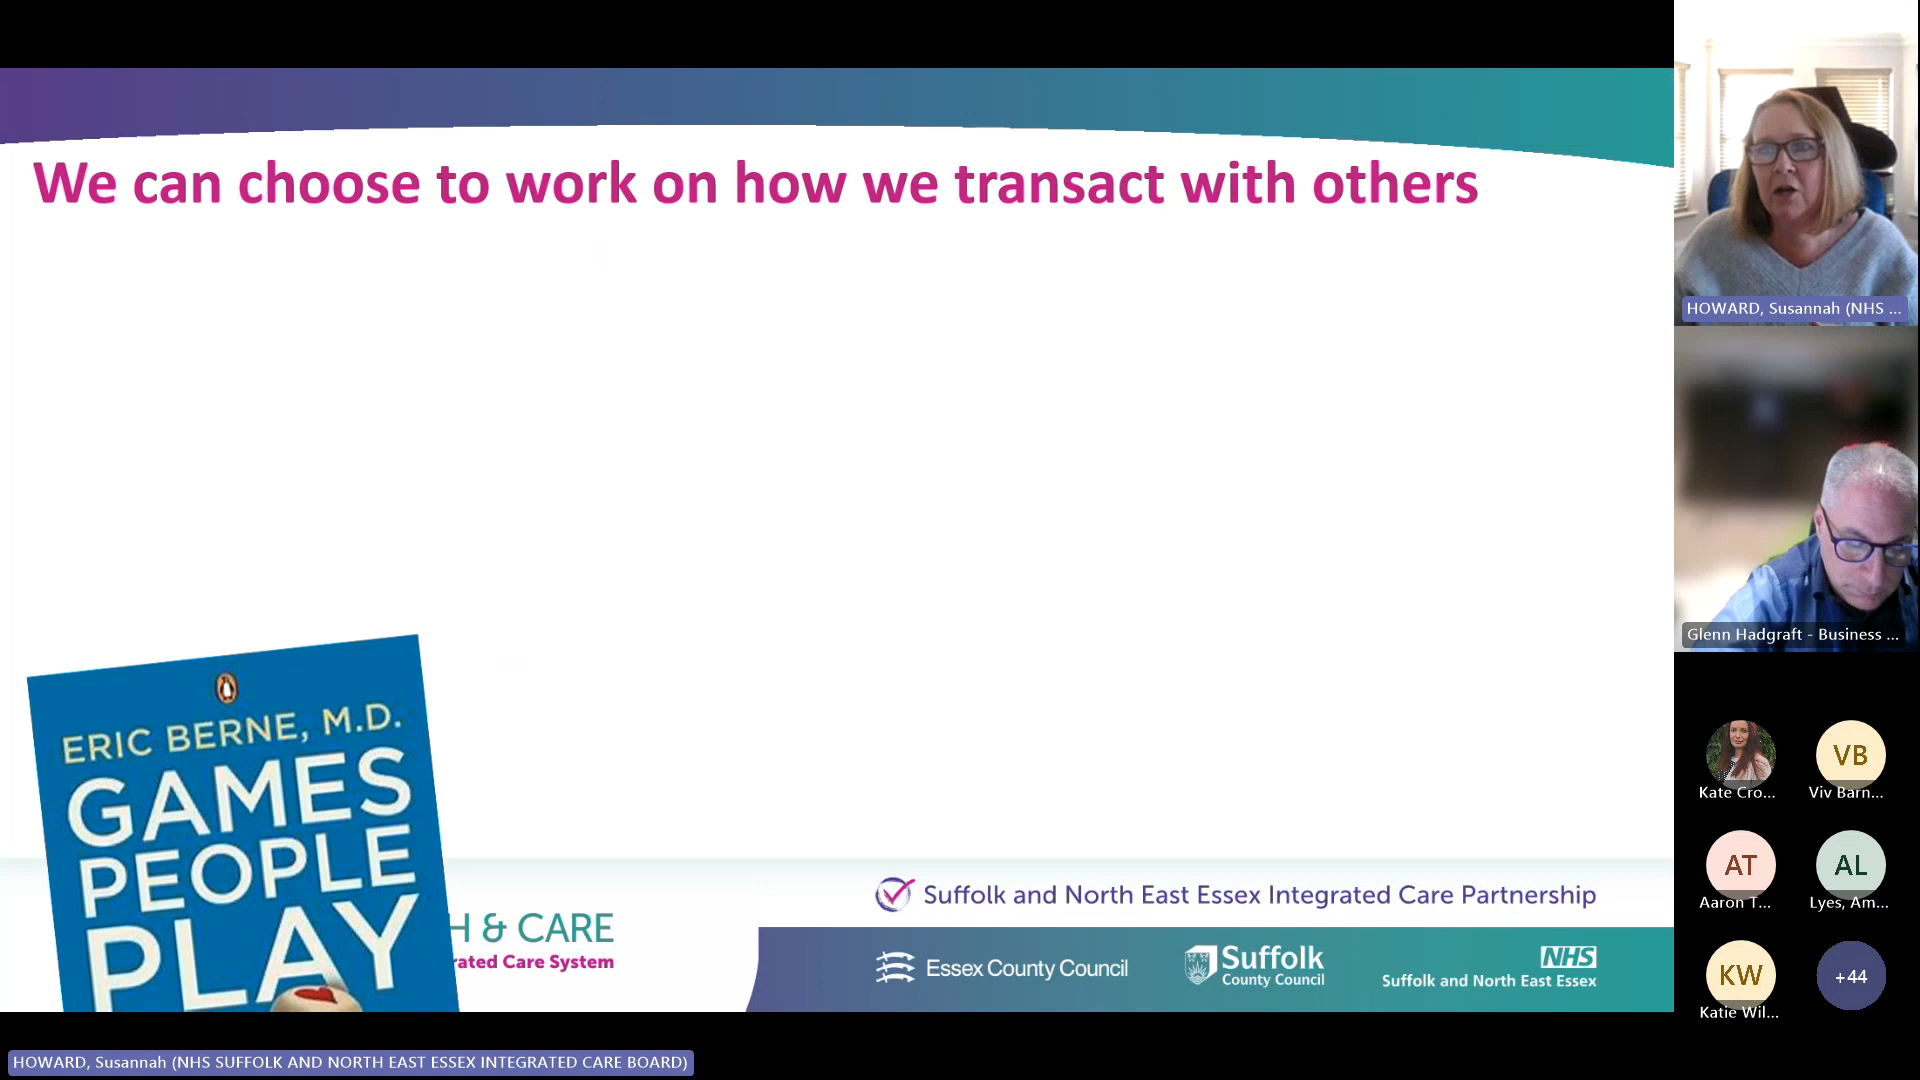 We can choose to work on how we transact with others
ERIC BERNE, M.D.
GAMES
PEOPLE
PLAY
H & CARE
rated Care System
Suffolk and North East Essex Integrated Care Partnership
Essex County Council
Suffolk
County Council
NHS
Suffolk and North East Essex
HOWARD, Susannah (NHS ...
Glenn Hadgraft - Business ...
Kate Cro...
VB
Viv Barn...
AT
Aaron T...
AL
Lyes, Am...
KW
Katie Wil...
+44
HOWARD, Susannah (NHS SUFFOLK AND NORTH EAST ESSEX INTEGRATED CARE BOARD)